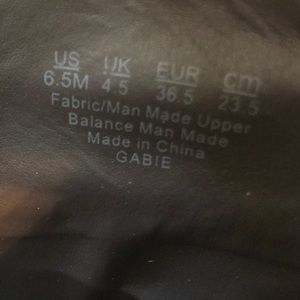 US UK EUR cm
6.5M 4.5 36.5 23.5
Fabric/Man Made Upper
Balance Man Made
Made in China
GABIE